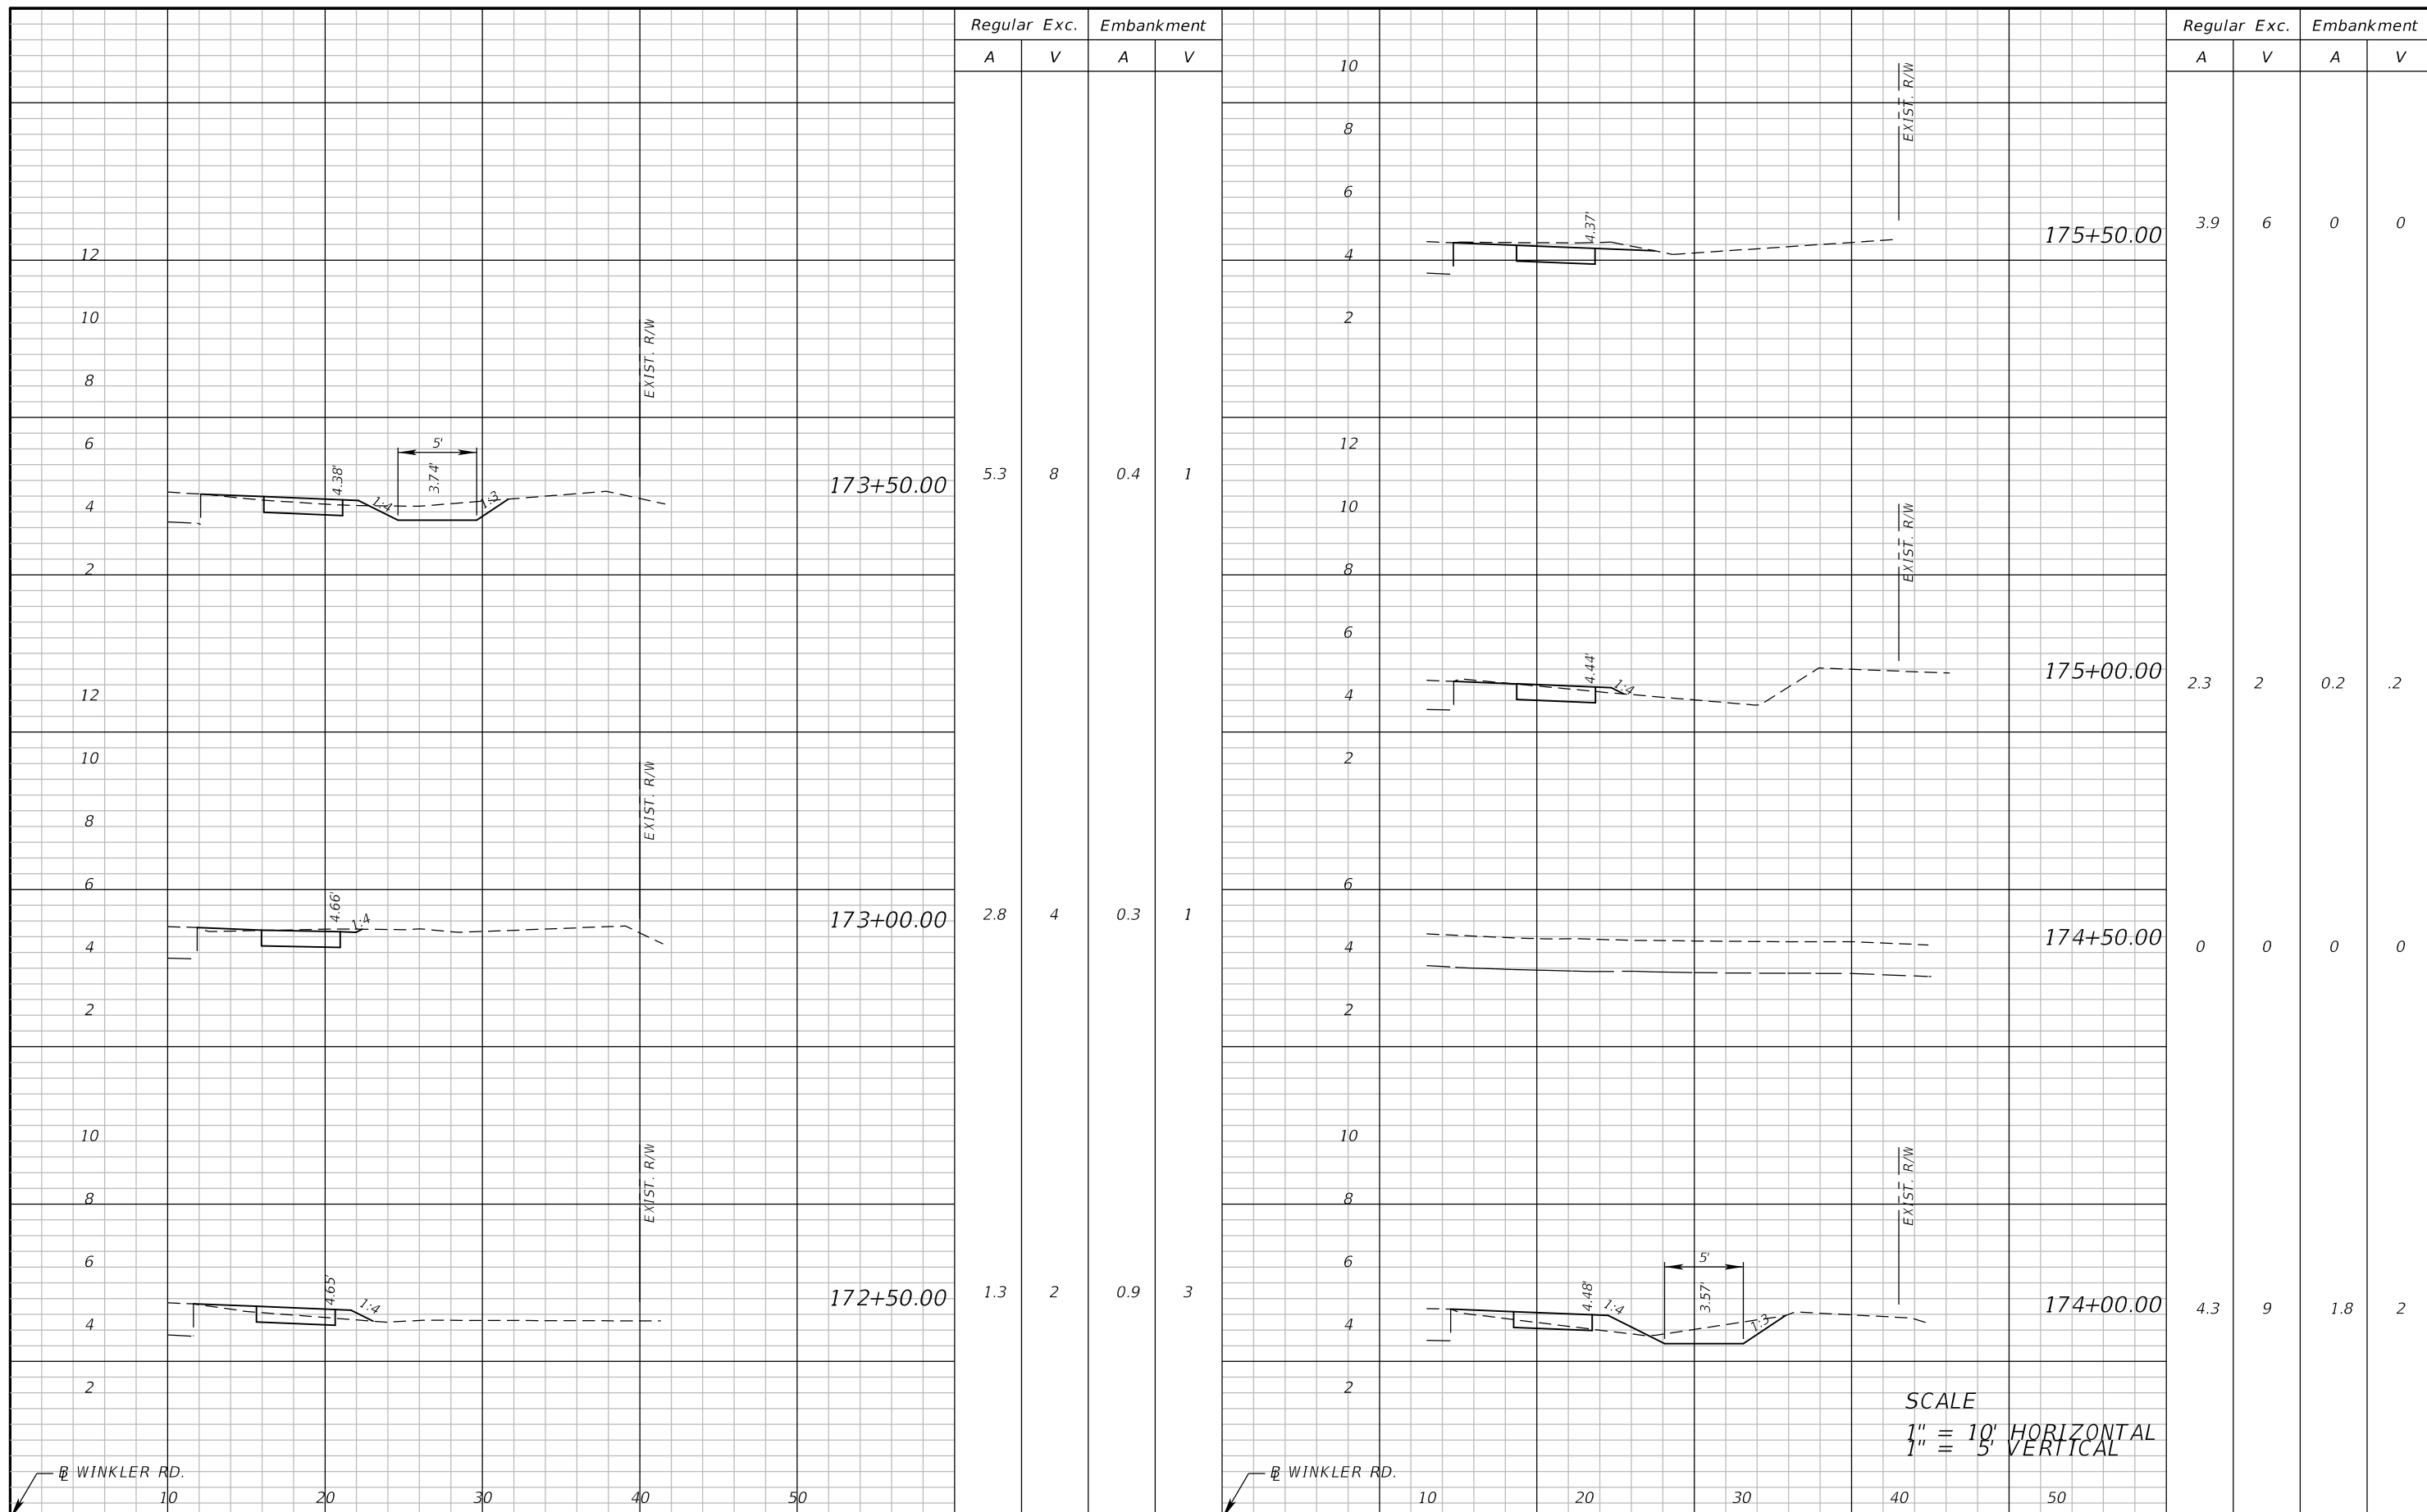 Regular Exc. Embankment
A V A V
12
10
8
6
4
2
EXIST. R/W
5'
4.38'
3.74'
1:4
1:3
173+50.00
5.3 8 0.4 1
12
10
8
6
4
2
EXIST. R/W
4.66'
1:4
173+00.00
2.8 4 0.3 1
10
8
6
4
2
EXIST. R/W
4.65'
1:4
172+50.00
1.3 2 0.9 3
BL WINKLER RD.
10 20 30 40 50
Regular Exc. Embankment
A V A V
10
8
6
4
2
EXIST. R/W
4.37'
175+50.00
3.9 6 0 0
12
10
8
6
4
2
EXIST. R/W
4.44'
1:4
175+00.00
2.3 2 0.2 .2
6
4
2
174+50.00
0 0 0 0
10
8
6
4
2
EXIST. R/W
5'
4.48'
3.57'
1:4
1:3
174+00.00
4.3 9 1.8 2
SCALE
1" = 10' HORIZONTAL
1" = 5' VERTICAL
BL WINKLER RD.
10 20 30 40 50